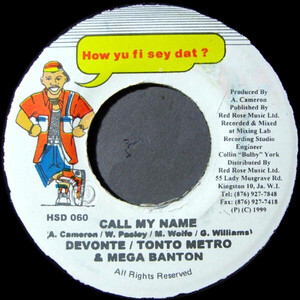 How yu fi sey dat ?
Produced By
A. Cameron
Published By
Red Rose Music Ltd.
Recorded & Mixed
at Mixing Lab
Recording Studio
Engineer
Collin "Bulby" York
Distributed By
Red Rose Music Ltd.
55 Lady Musgrave Rd.
Kingston 10, Ja. W.I.
Tel: (876) 927-7848
Fax: (876) 927-7418
(P) (C) 1999
HSD 060
CALL MY NAME
(A. Cameron / W. Pasley / M. Wolfe / G. Williams)
DEVONTE / TONTO METRO
& MEGA BANTON
All Rights Reserved